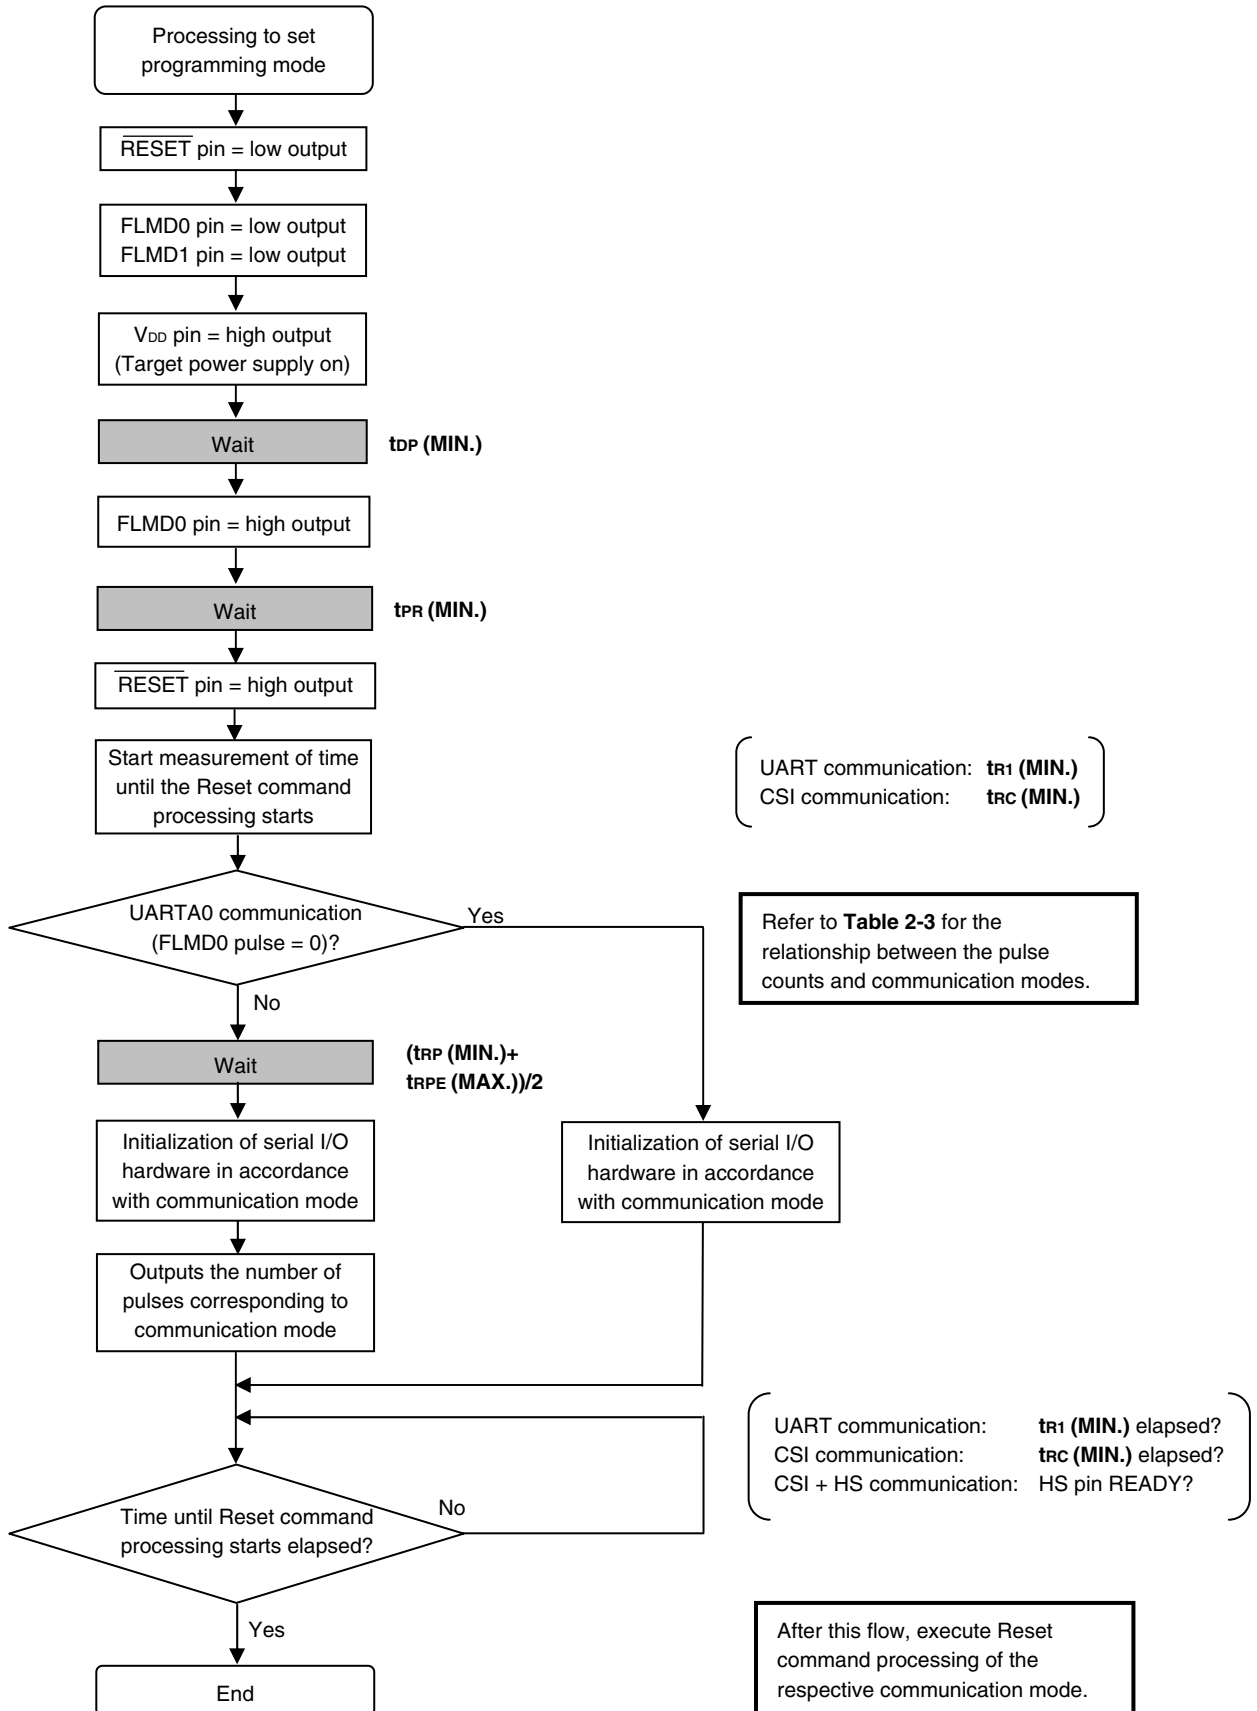 Processing to set
programming mode
RESET pin = low output
FLMD0 pin = low output
FLMD1 pin = low output
VDD pin = high output
(Target power supply on)
Wait
tDP (MIN.)
FLMD0 pin = high output
Wait
tPR (MIN.)
RESET pin = high output
Start measurement of time
until the Reset command
processing starts
UART communication: tR1 (MIN.)
CSI communication: tRC (MIN.)
UARTA0 communication
(FLMD0 pulse = 0)?
Yes
No
Refer to Table 2-3 for the
relationship between the pulse
counts and communication modes.
Wait
(tRP (MIN.)+
tRPE (MAX.))/2
Initialization of serial I/O
hardware in accordance
with communication mode
Initialization of serial I/O
hardware in accordance
with communication mode
Outputs the number of
pulses corresponding to
communication mode
UART communication: tR1 (MIN.) elapsed?
CSI communication: tRC (MIN.) elapsed?
CSI + HS communication: HS pin READY?
Time until Reset command
processing starts elapsed?
No
Yes
End
After this flow, execute Reset
command processing of the
respective communication mode.